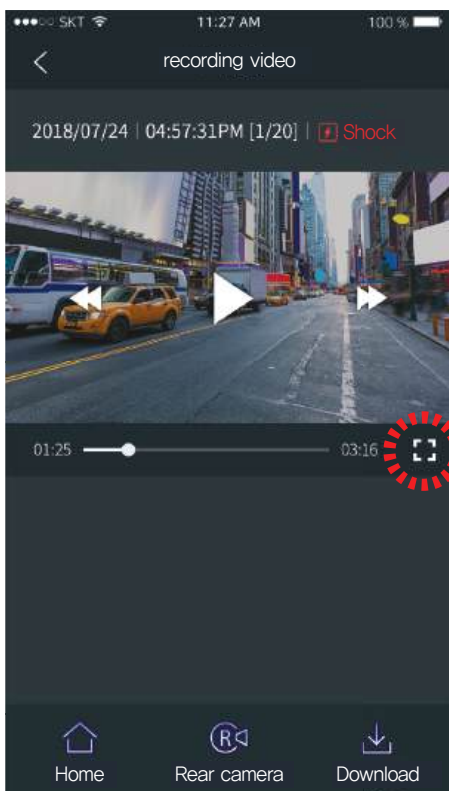 SKT 11:27 AM 100 %
recording video
2018/07/24 | 04:57:31PM [1/20] | Shock
01:25 03:16
R
Home Rear camera Download